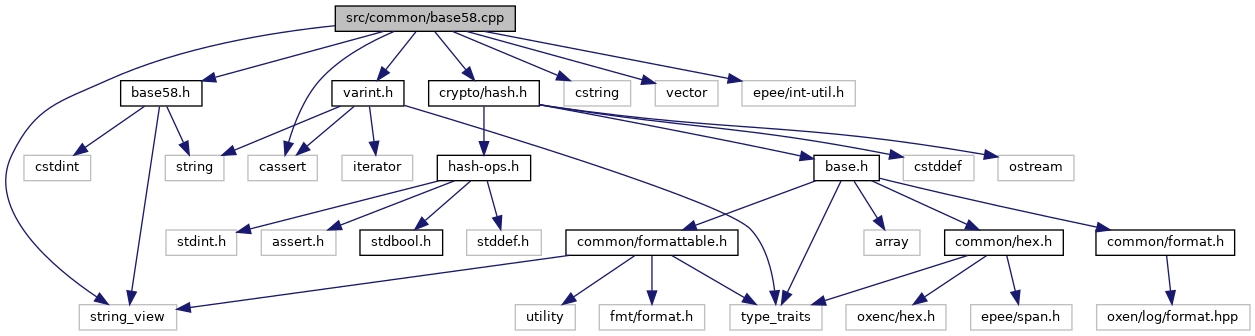 src/common/base58.cpp
base58.h
varint.h
crypto/hash.h
cstring
vector
epee/int-util.h
cstdint
string
cassert
iterator
hash-ops.h
base.h
cstddef
ostream
stdint.h
assert.h
stdbool.h
stddef.h
common/formattable.h
array
common/hex.h
common/format.h
string_view
utility
fmt/format.h
type_traits
oxenc/hex.h
epee/span.h
oxen/log/format.hpp